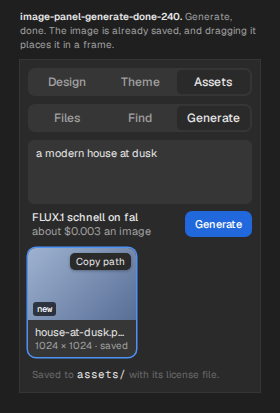 image-panel-generate-done-240. Generate,
done. The image is already saved, and dragging it
places it in a frame.
Design Theme Assets
Files Find Generate
a modern house at dusk
FLUX.1 schnell on fal
about $0.003 an image
Generate
Copy path
new
house-at-dusk.p…
1024 × 1024 · saved
Saved to assets/ with its license file.